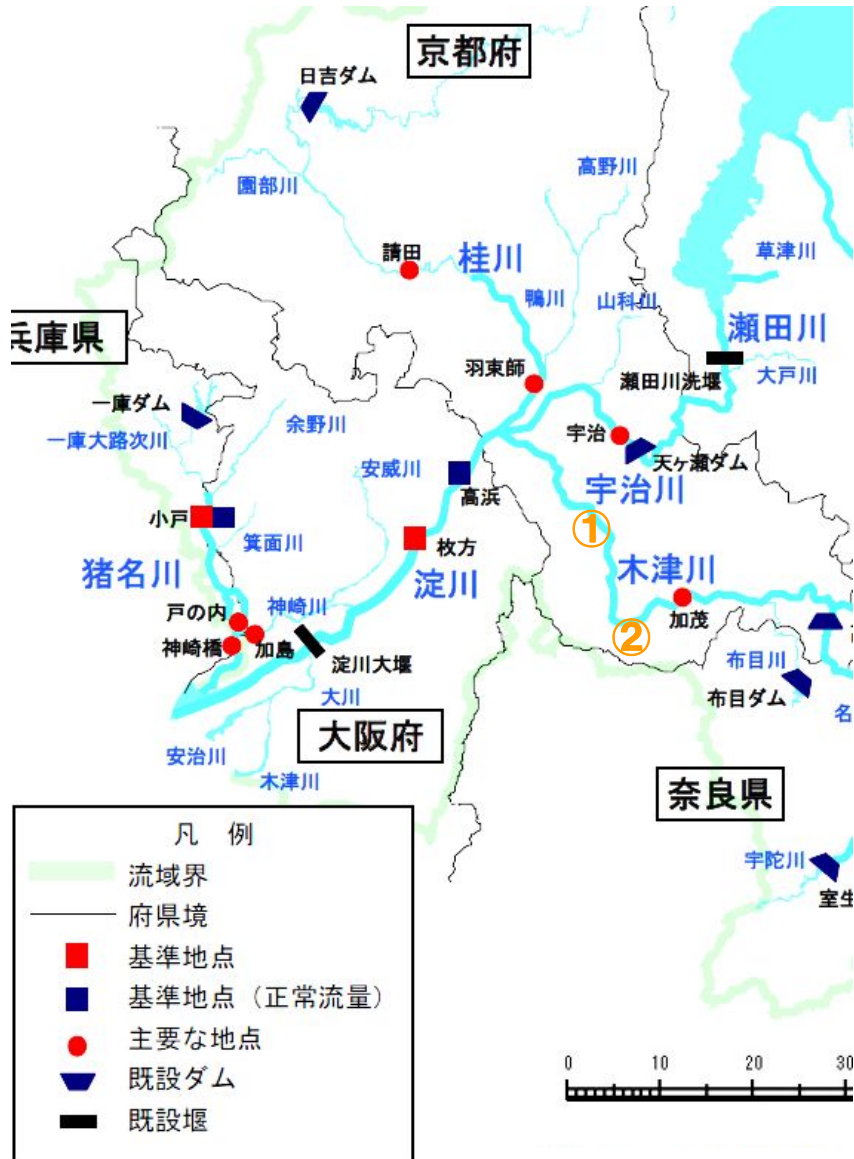 京都府
日吉ダム
高野川
園部川
請田
桂川
草津川
鴨川
山科川
瀬田川
兵庫県
羽束師
瀬田川洗堰
大戸川
一庫ダム
余野川
一庫大路次川
宇治
安威川
天ヶ瀬ダム
高浜
宇治川
小戸
①
箕面川
枚方
猪名川
淀川
木津川
神崎川
戸の内
加茂
②
神崎橋
加島
淀川大堰
布目川
大川
布目ダム
名
大阪府
安治川
木津川
奈良県
凡 例
流域界
宇陀川
府県境
室生
基準地点
基準地点（正常流量）
主要な地点
0 10 20 30
既設ダム
既設堰